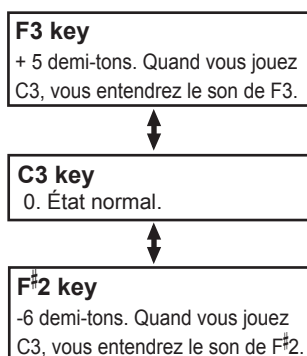 F3 key
+ 5 demi-tons. Quand vous jouez
C3, vous entendrez le son de F3.
C3 key
0. État normal.
F♯2 key
-6 demi-tons. Quand vous jouez
C3, vous entendrez le son de F♯2.